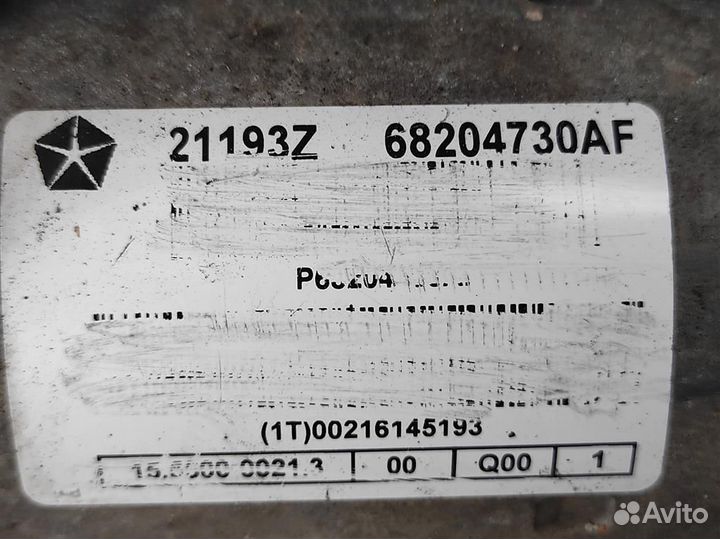 21193Z 68204730AF
(1T)00216145193
00 Q00 1
Avito